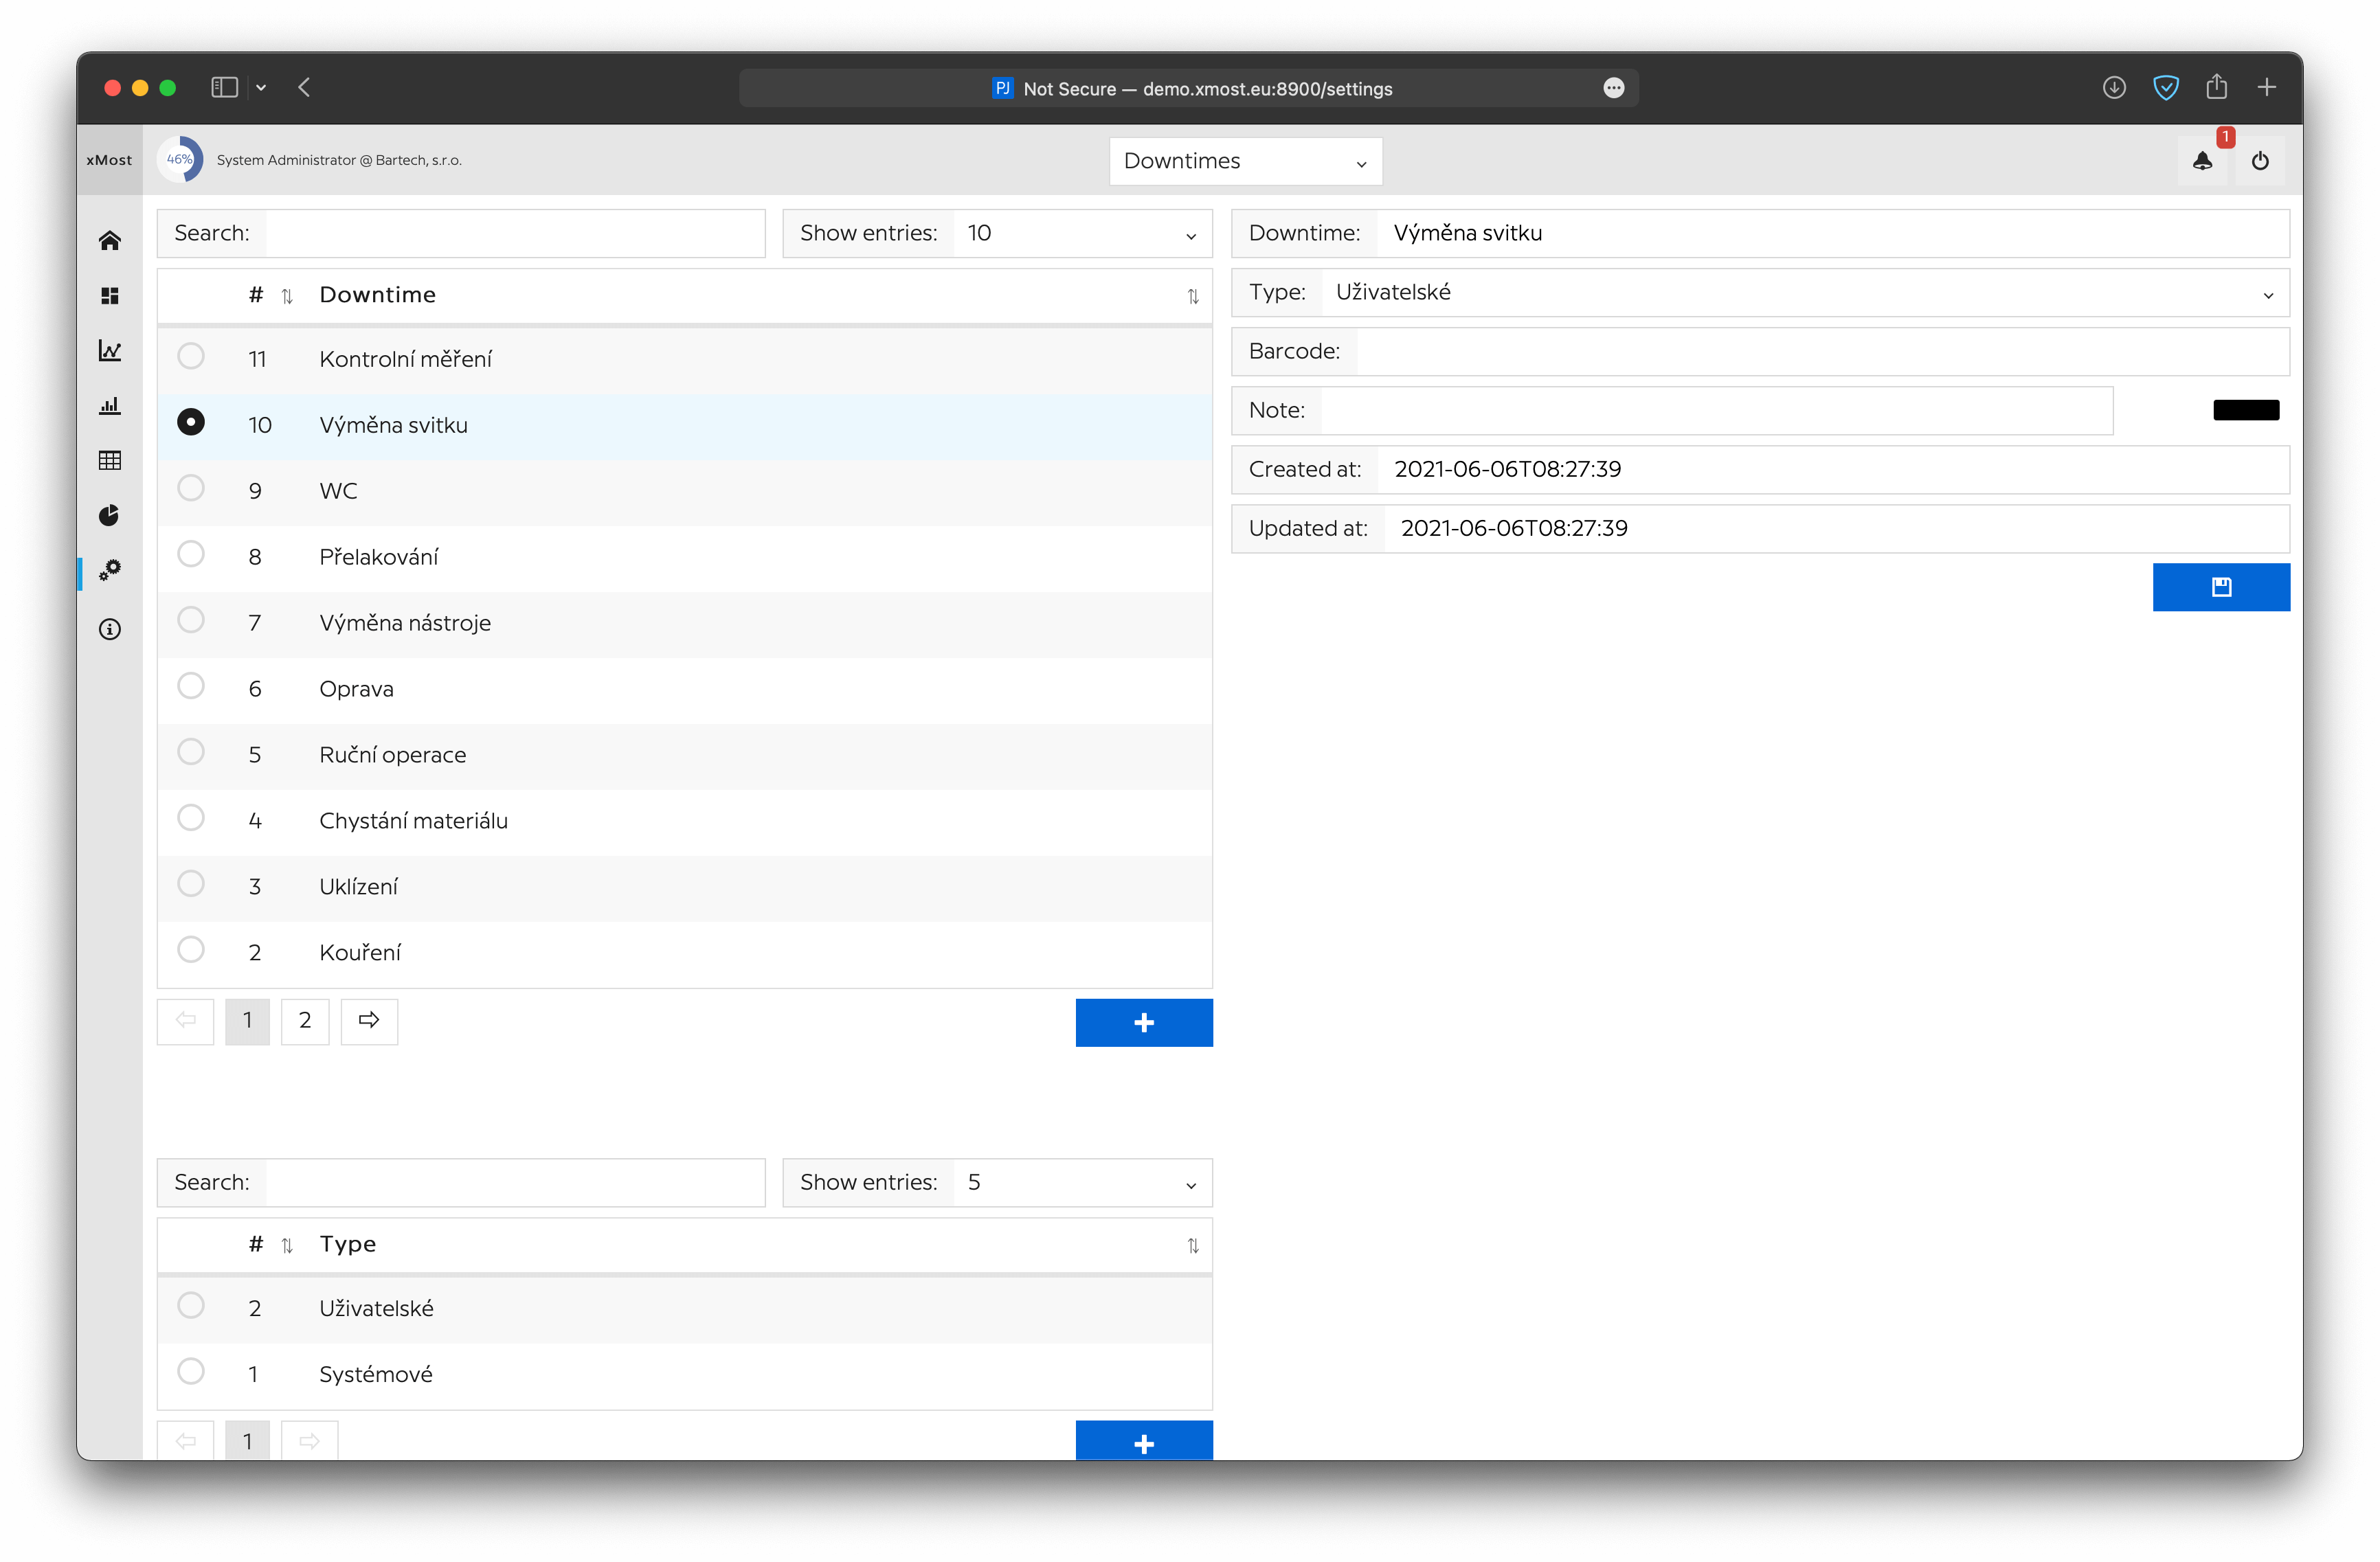 PJ Not Secure — demo.xmost.eu:8900/settings
xMost 46% System Administrator @ Bartech, s.r.o. Downtimes 1
Search: Show entries: 10
# Downtime
11 Kontrolní měření
10 Výměna svitku
9 WC
8 Přelakování
7 Výměna nástroje
6 Oprava
5 Ruční operace
4 Chystání materiálu
3 Uklízení
2 Kouření
1 2
Downtime: Výměna svitku
Type: Uživatelské
Barcode:
Note:
Created at: 2021-06-06T08:27:39
Updated at: 2021-06-06T08:27:39
Search: Show entries: 5
# Type
2 Uživatelské
1 Systémové
1